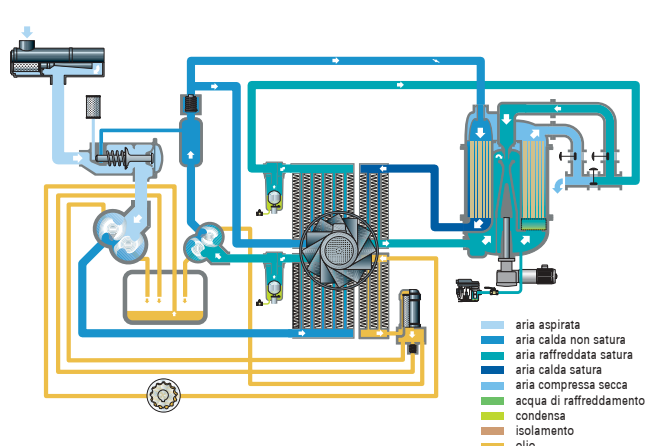 aria aspirata
aria calda non satura
aria raffreddata satura
aria calda satura
aria compressa secca
acqua di raffreddamento
condensa
isolamento
olio